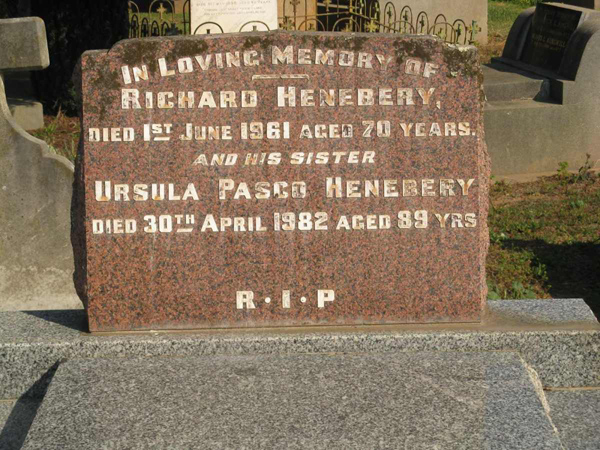 IN LOVING MEMORY OF
RICHARD HENEBERY,
DIED 1ST JUNE 1961 AGED 70 YEARS.
AND HIS SISTER
URSULA PASCO HENEBERY
DIED 30TH APRIL 1982 AGED 89 YRS
R·I·P